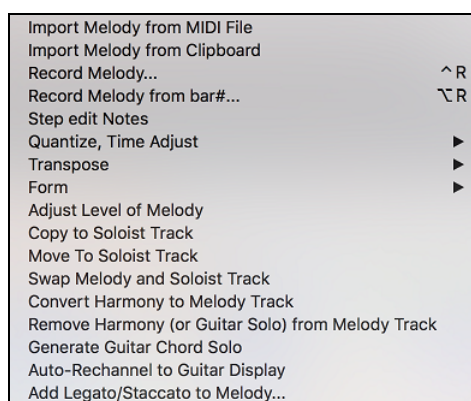 Import Melody from MIDI File
Import Melody from Clipboard
Record Melody... ^R
Record Melody from bar#... ⌥R
Step edit Notes
Quantize, Time Adjust ▶
Transpose ▶
Form ▶
Adjust Level of Melody
Copy to Soloist Track
Move To Soloist Track
Swap Melody and Soloist Track
Convert Harmony to Melody Track
Remove Harmony (or Guitar Solo) from Melody Track
Generate Guitar Chord Solo
Auto-Rechannel to Guitar Display
Add Legato/Staccato to Melody...